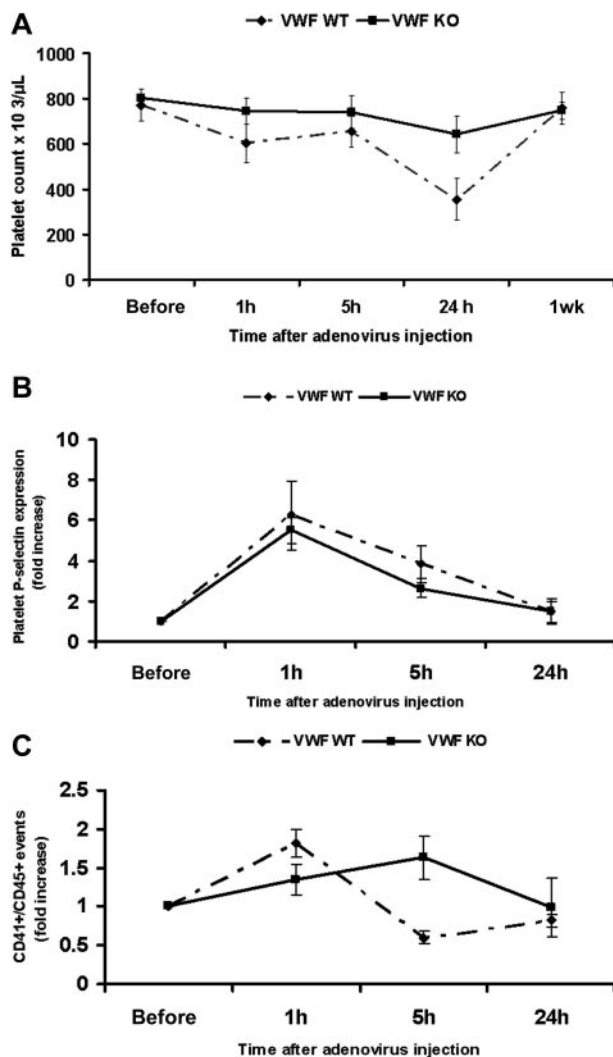 A
VWF WT VWF KO
Platelet count x 10 3/µL
1000
800
600
400
200
0
Before 1h 5h 24 h 1wk
Time after adenovirus injection
B
VWF WT VWF KO
Platelet P-selectin expression
(fold increase)
10
8
6
4
2
0
Before 1h 5h 24h
Time after adenovirus injection
C
VWF WT VWF KO
CD41+/CD45+ events
(fold increase)
2.5
2
1.5
1
0.5
0
Before 1h 5h 24h
Time after adenovirus injection